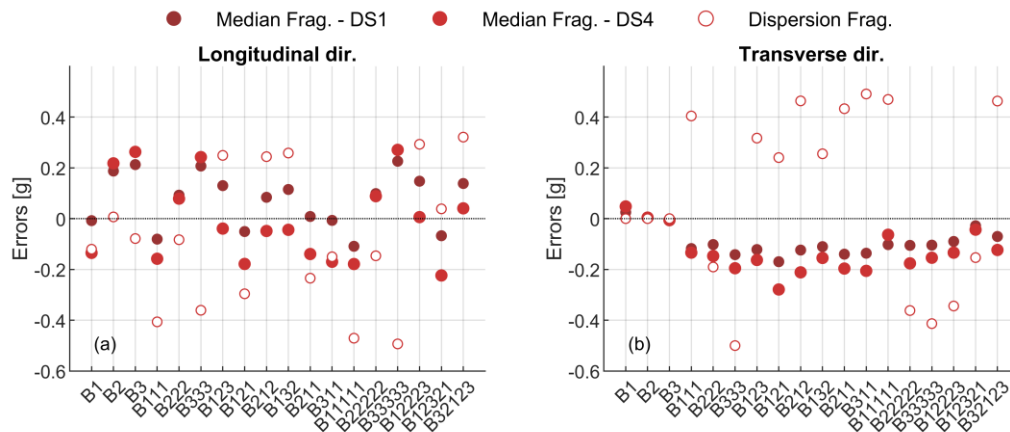 Median Frag. - DS1 Median Frag. - DS4 Dispersion Frag.
Longitudinal dir. Transverse dir.
Errors [g] Errors [g]
0.4 0.4
0.2 0.2
0 0
-0.2 -0.2
-0.4 -0.4
-0.6 -0.6
(a) (b)
B1 B2 B3 B111 B222 B333 B123 B121 B212 B132 B211 B311 B11111 B22222 B33333 B12223 B12321 B32123
B1 B2 B3 B111 B222 B333 B123 B121 B212 B132 B211 B311 B11111 B22222 B33333 B12223 B12321 B32123